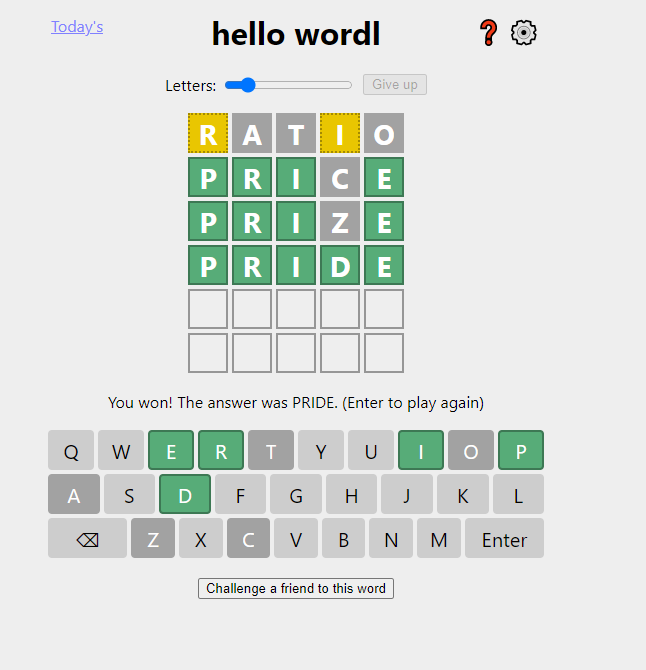 Today's
hello wordl
Letters:
Give up
R A T I O
P R I C E
P R I Z E
P R I D E
You won! The answer was PRIDE. (Enter to play again)
Q W E R T Y U I O P
A S D F G H J K L
⌫ Z X C V B N M Enter
Challenge a friend to this word